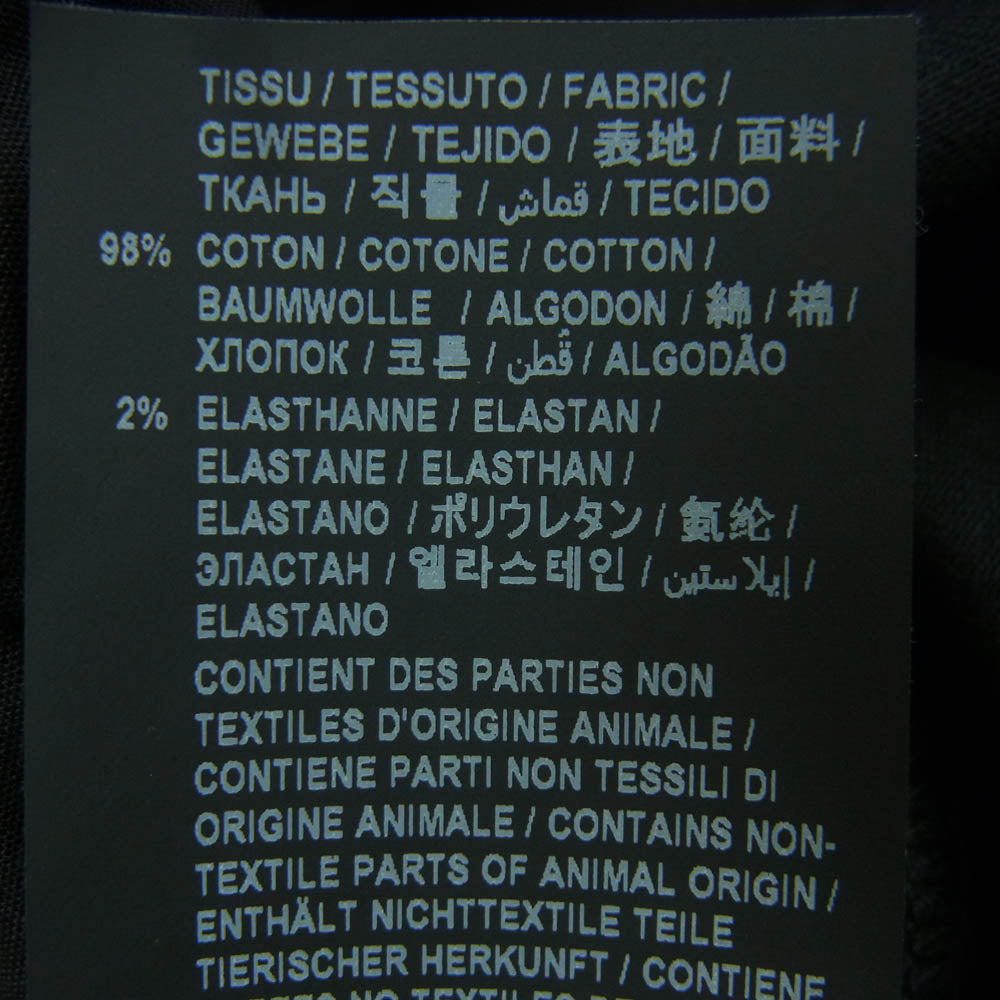 TISSU / TESSUTO / FABRIC /
GEWEBE / TEJIDO / 表地 / 面料 /
ТКАНЬ / 직물 / قماش / TECIDO
98% COTON / COTONE / COTTON /
BAUMWOLLE / ALGODON / 綿 / 棉 /
ХЛОПОК / 코튼 / قُطن / ALGODÃO
2% ELASTHANNE / ELASTAN /
ELASTANE / ELASTHAN /
ELASTANO / ポリウレタン / 氨纶 /
ЭЛАСТАН / 엘라스테인 / إيلاستين /
ELASTANO
CONTIENT DES PARTIES NON
TEXTILES D'ORIGINE ANIMALE /
CONTIENE PARTI NON TESSILI DI
ORIGINE ANIMALE / CONTAINS NON-
TEXTILE PARTS OF ANIMAL ORIGIN /
ENTHÄLT NICHTTEXTILE TEILE
TIERISCHER HERKUNFT / CONTIENE